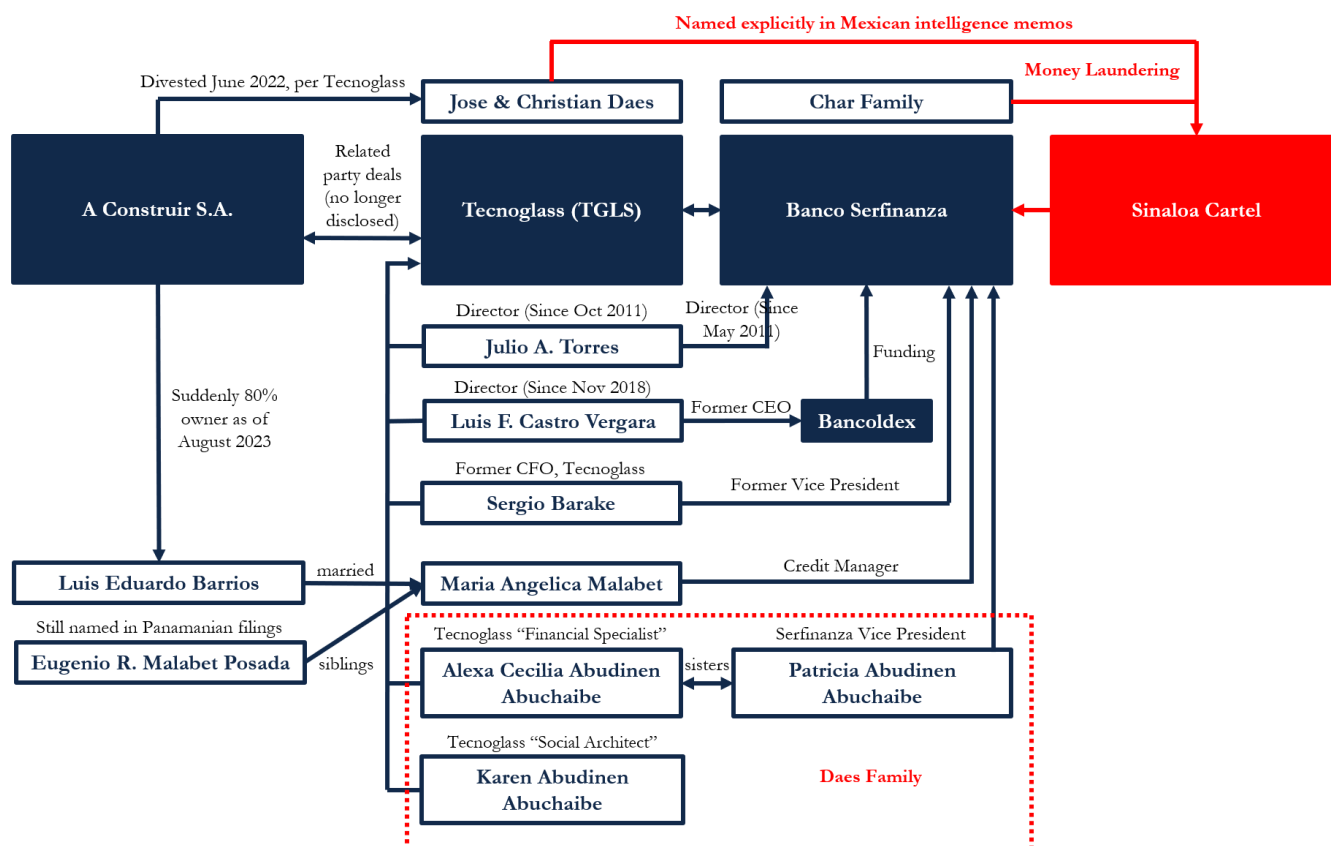 Named explicitly in Mexican intelligence memos
Divested June 2022, per Tecnoglass
Money Laundering
Jose & Christian Daes
Char Family
A Construir S.A.
Related
party deals
(no longer
disclosed)
Tecnoglass (TGLS)
Banco Serfinanza
Sinaloa Cartel
Director (Since Oct 2011)
Director (Since
May 2011)
Julio A. Torres
Funding
Director (Since Nov 2018)
Former CEO
Luis F. Castro Vergara
Bancoldex
Suddenly 80%
owner as of
August 2023
Former CFO, Tecnoglass
Former Vice President
Sergio Barake
Luis Eduardo Barrios
married
Maria Angelica Malabet
Credit Manager
Still named in Panamanian filings
Eugenio R. Malabet Posada
siblings
Tecnoglass “Financial Specialist”
Alexa Cecilia Abudinen
Abuchaibe
sisters
Serfinanza Vice President
Patricia Abudinen
Abuchaibe
Tecnoglass “Social Architect”
Karen Abudinen
Abuchaibe
Daes Family